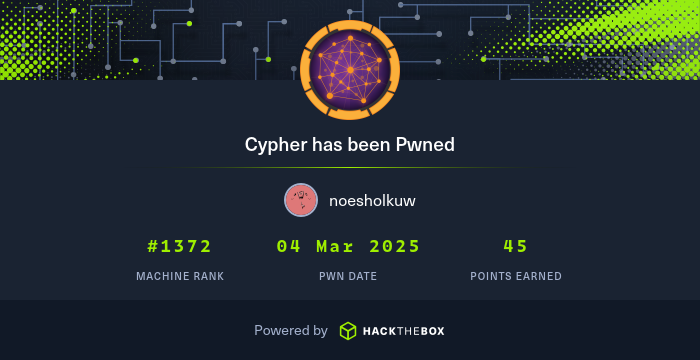 Cypher has been Pwned
noesholkuw
#1372 04 Mar 2025 45
MACHINE RANK PWN DATE POINTS EARNED
Powered by HACKTHEBOX